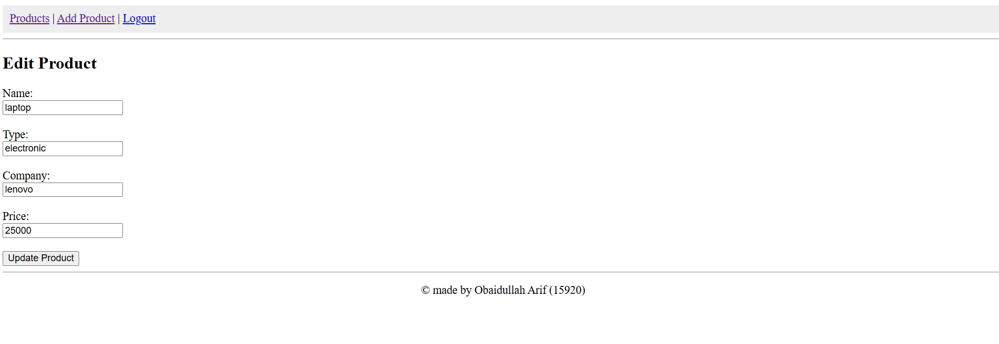 Products | Add Product | Logout
Edit Product
Name:
laptop
Type:
electronic
Company:
lenovo
Price:
25000
Update Product
© made by Obaidullah Arif (15920)